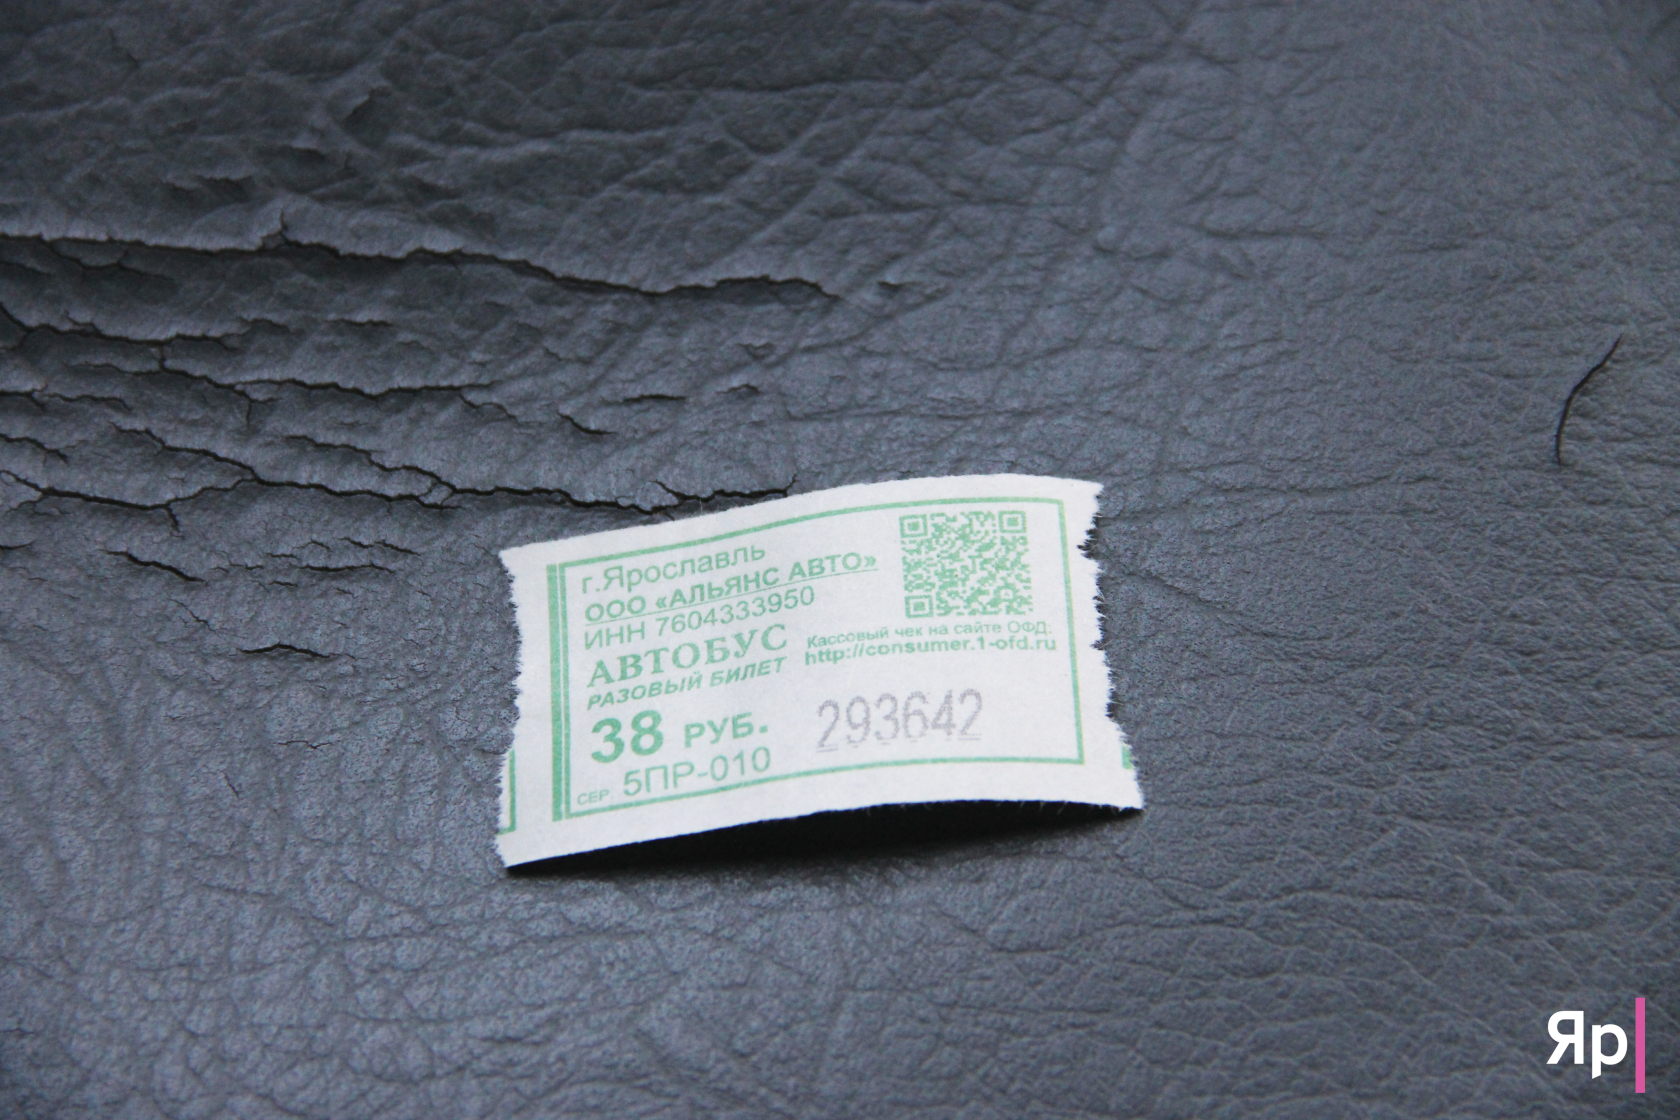 г.Ярославль
ООО «АЛЬЯНС АВТО»
ИНН 7604333950
АВТОБУС
РАЗОВЫЙ БИЛЕТ
38 РУБ.
СЕР. 5ПР-010
Кассовый чек на сайте ОФД:
http://consumer.1-ofd.ru
293642
Яр|